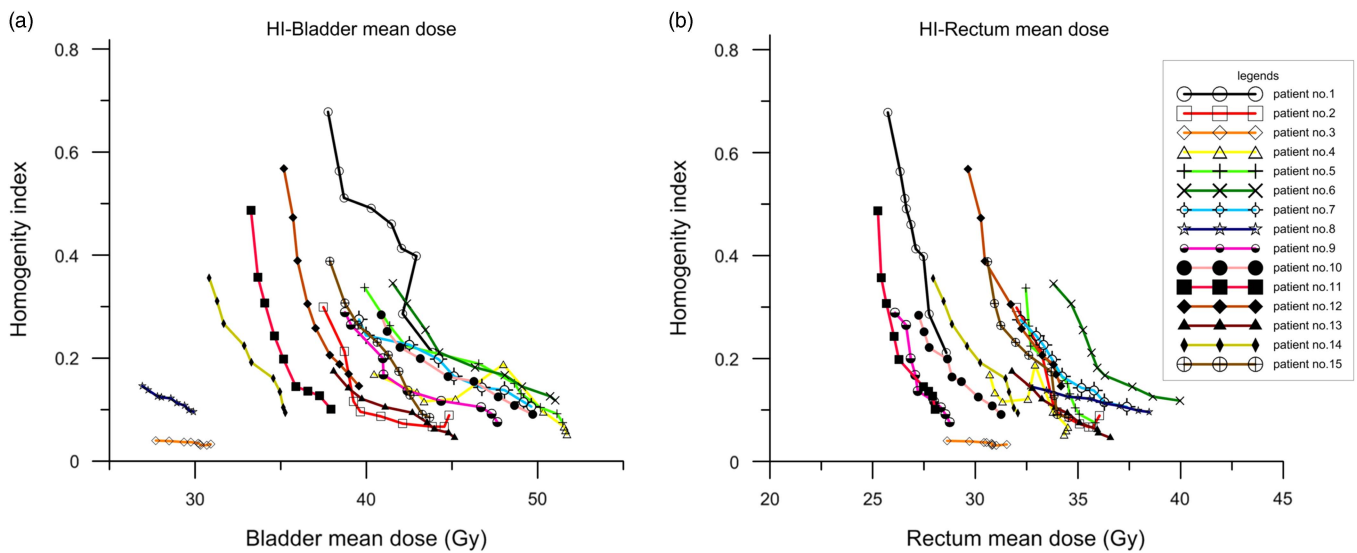 (a)
HI-Bladder mean dose
0.8
0.6
0.4
0.2
0
Homogenity index
30
40
50
Bladder mean dose (Gy)
(b)
HI-Rectum mean dose
0.8
0.6
0.4
0.2
0
Homogenity index
20
25
30
35
40
45
Rectum mean dose (Gy)
legends
patient no.1
patient no.2
patient no.3
patient no.4
patient no.5
patient no.6
patient no.7
patient no.8
patient no.9
patient no.10
patient no.11
patient no.12
patient no.13
patient no.14
patient no.15